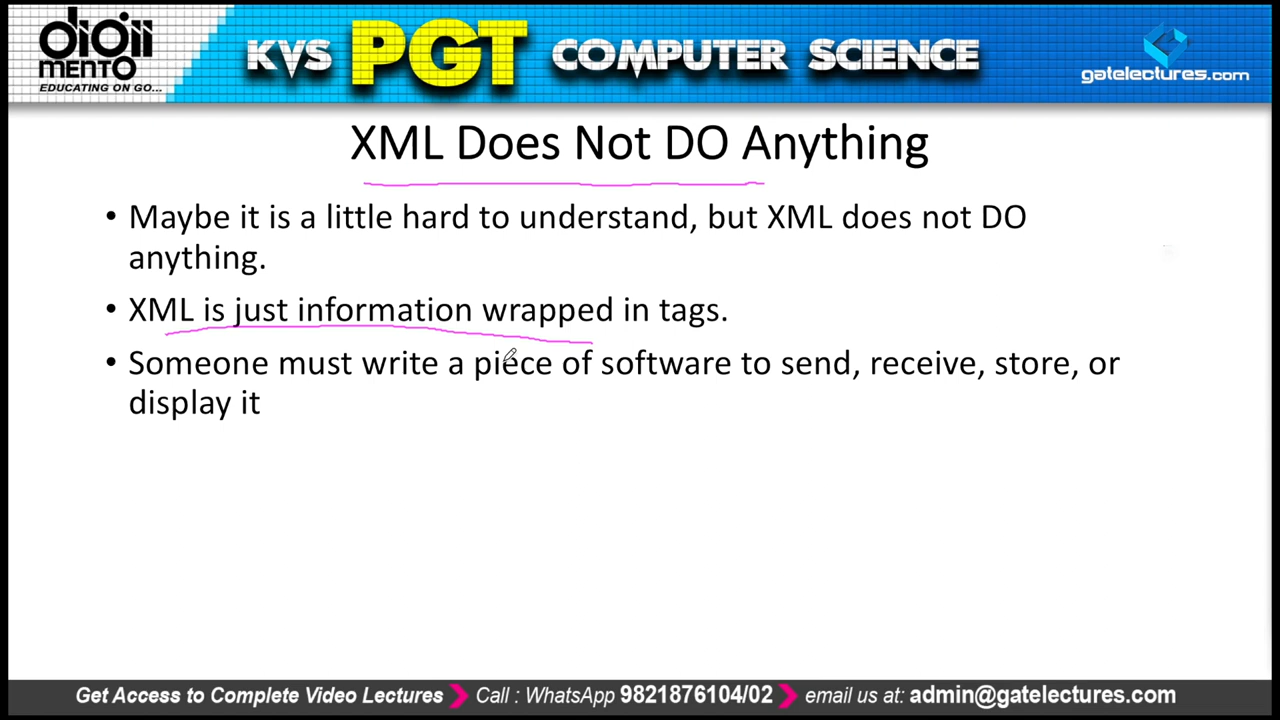 digii
mento
EDUCATING ON GO...
KVS PGT COMPUTER SCIENCE
gatelectures.com
XML Does Not DO Anything
• Maybe it is a little hard to understand, but XML does not DO
anything.
• XML is just information wrapped in tags.
• Someone must write a piece of software to send, receive, store, or
display it
Get Access to Complete Video Lectures Call : WhatsApp 9821876104/02 email us at: admin@gatelectures.com